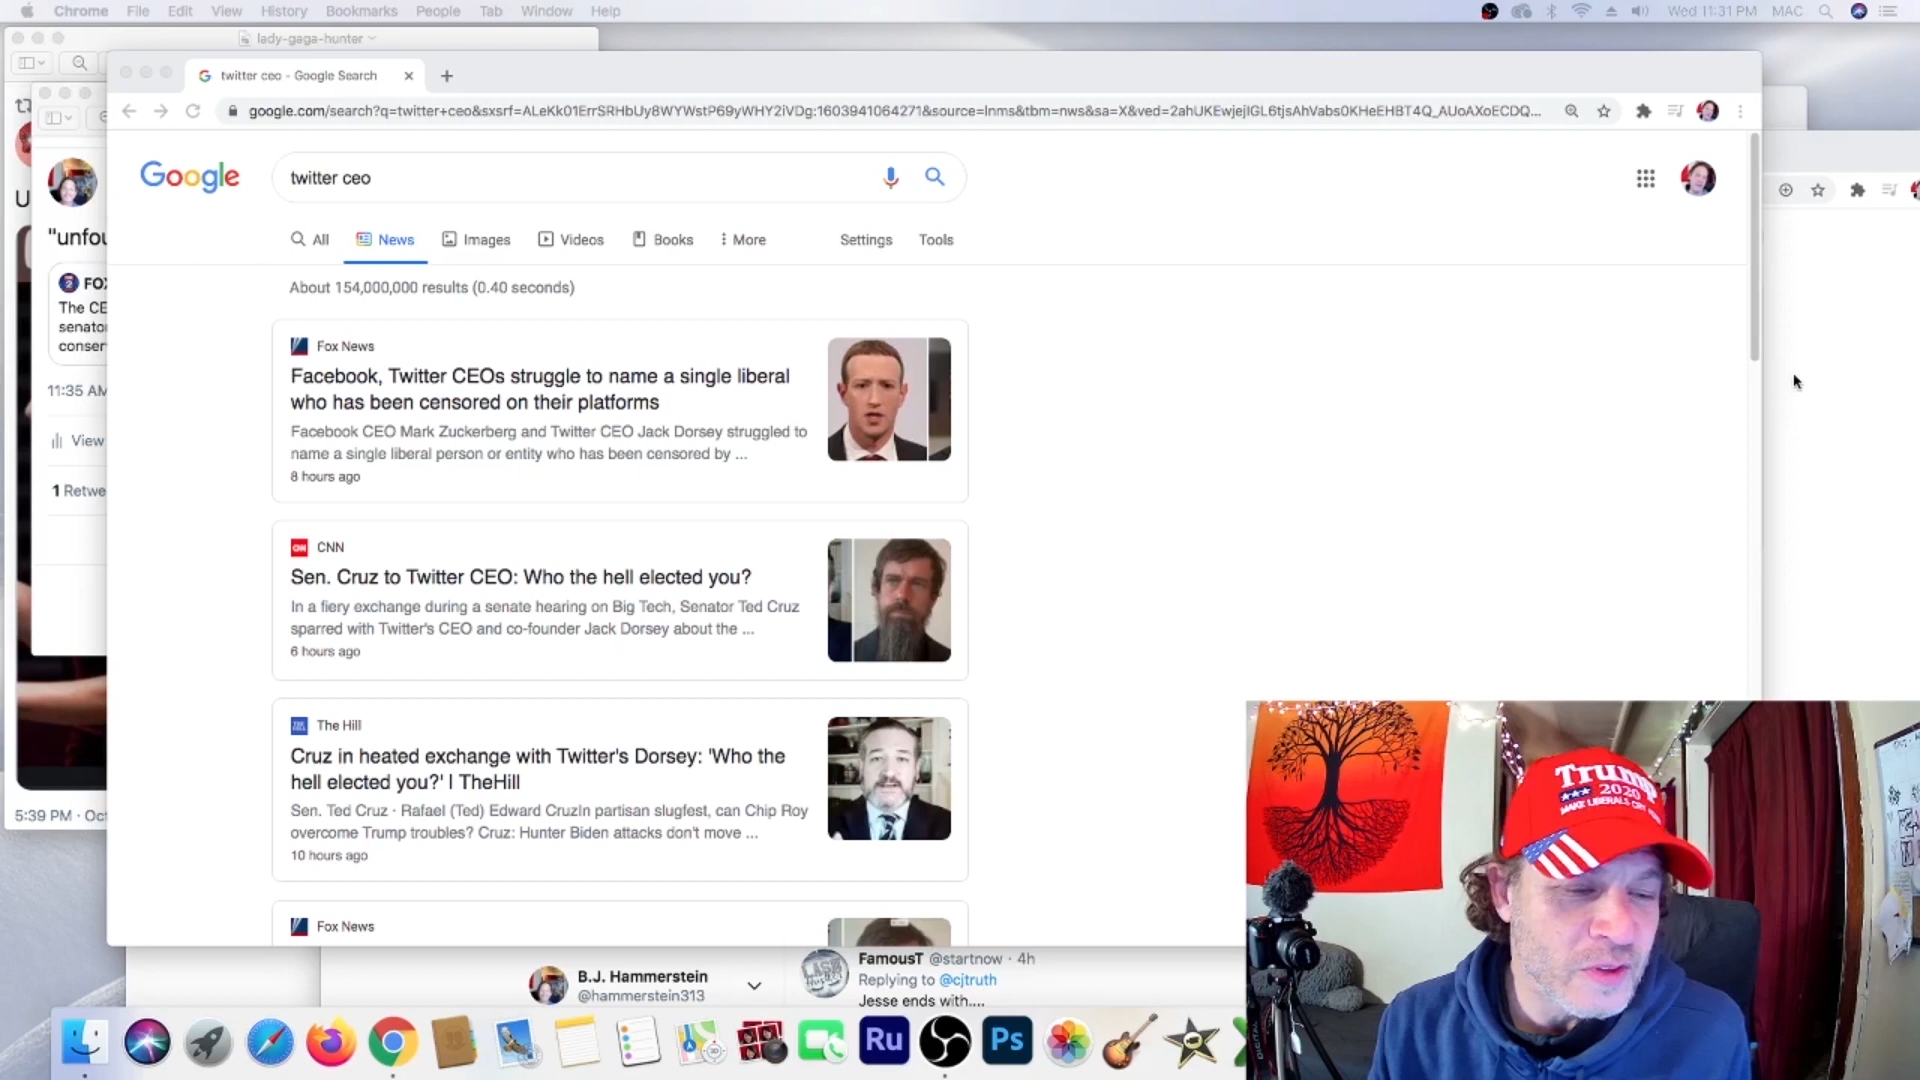 Chrome File Edit View History Bookmarks People Tab Window Help
Wed 11:31 PM MAC
lady-gaga-hunter
twitter ceo - Google Search
google.com/search?q=twitter+ceo&sxsrf=ALeKk01ErrSRHbUy8WYWstP69yWHY2iVDg:1603941064271&source=lnms&tbm=nws&sa=X&ved=2ahUKEwjejIGL6tjsAhVabs0KHeEHBT4Q_AUoAXoECDQ...
Google
twitter ceo
All News Images Videos Books More Settings Tools
About 154,000,000 results (0.40 seconds)
Fox News
Facebook, Twitter CEOs struggle to name a single liberal
who has been censored on their platforms
Facebook CEO Mark Zuckerberg and Twitter CEO Jack Dorsey struggled to
name a single liberal person or entity who has been censored by ...
8 hours ago
CNN
Sen. Cruz to Twitter CEO: Who the hell elected you?
In a fiery exchange during a senate hearing on Big Tech, Senator Ted Cruz
sparred with Twitter's CEO and co-founder Jack Dorsey about the ...
6 hours ago
The Hill
Cruz in heated exchange with Twitter's Dorsey: 'Who the
hell elected you?' | TheHill
Sen. Ted Cruz · Rafael (Ted) Edward CruzIn partisan slugfest, can Chip Roy
overcome Trump troubles? Cruz: Hunter Biden attacks don't move ...
10 hours ago
Fox News
U
"unfou
FOX
The CE
senato
conser
11:35 AM
View
1 Retwe
5:39 PM · Oct
B.J. Hammerstein
@hammerstein313
FamousT @startnow · 4h
Replying to @cjtruth
Jesse ends with....
Ru
Ps
Trump
2020
MAKE LIBERALS CRY